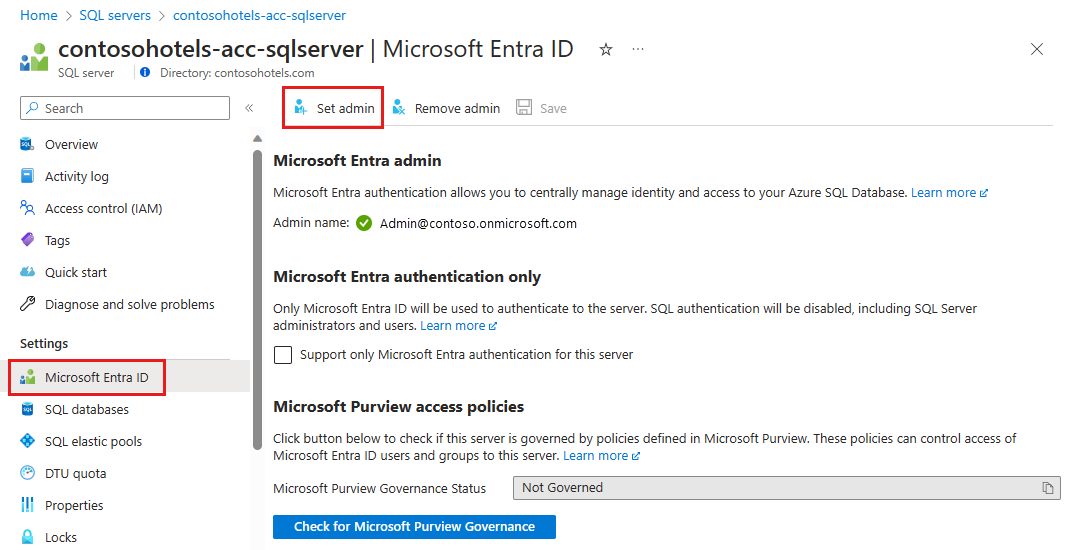 Home > SQL servers > contosohotels-acc-sqlserver
contosohotels-acc-sqlserver | Microsoft Entra ID ☆ ···
SQL server | Directory: contosohotels.com
Search «
Set admin Remove admin Save
Overview
Activity log
Access control (IAM)
Tags
Quick start
Diagnose and solve problems
Settings
Microsoft Entra ID
SQL databases
SQL elastic pools
DTU quota
Properties
Locks
Microsoft Entra admin
Microsoft Entra authentication allows you to centrally manage identity and access to your Azure SQL Database. Learn more
Admin name: Admin@contoso.onmicrosoft.com
Microsoft Entra authentication only
Only Microsoft Entra ID will be used to authenticate to the server. SQL authentication will be disabled, including SQL Server
administrators and users. Learn more
Support only Microsoft Entra authentication for this server
Microsoft Purview access policies
Click button below to check if this server is governed by policies defined in Microsoft Purview. These policies can control access of
Microsoft Entra ID users and groups to this server. Learn more
Microsoft Purview Governance Status Not Governed
Check for Microsoft Purview Governance